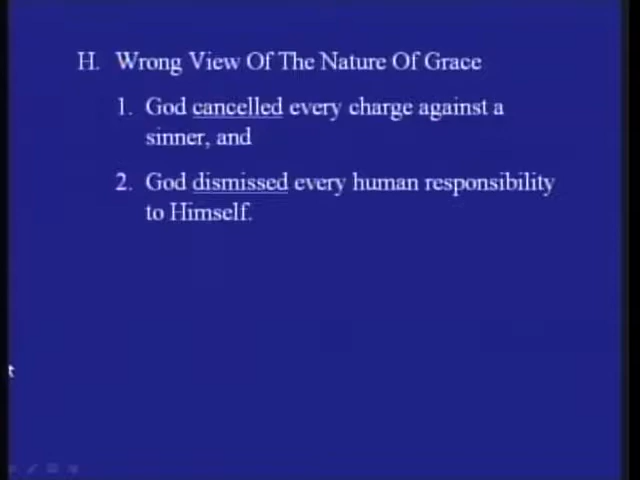 H. Wrong View Of The Nature Of Grace
1. God cancelled every charge against a
sinner, and
2. God dismissed every human responsibility
to Himself.